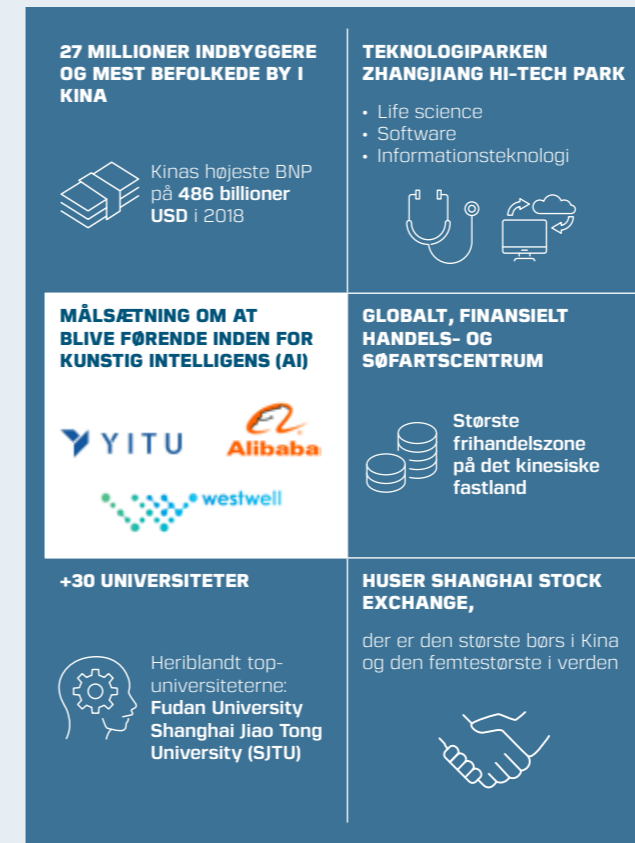 27 MILLIONER INDBYGGERE
OG MEST BEFOLKEDE BY I
KINA
Kinas højeste BNP
på 486 billioner
USD i 2018
TEKNOLOGIPARKEN
ZHANGJIANG HI-TECH PARK
• Life science
• Software
• Informationsteknologi
MÅLSÆTNING OM AT
BLIVE FØRENDE INDEN FOR
KUNSTIG INTELLIGENS (AI)
YITU
Alibaba
westwell
GLOBALT, FINANSIELT
HANDELS- OG
SØFARTSCENTRUM
Største
frihandelszone
på det kinesiske
fastland
+30 UNIVERSITETER
Heriblandt top-
universiteterne:
Fudan University
Shanghai Jiao Tong
University (SJTU)
HUSER SHANGHAI STOCK
EXCHANGE,
der er den største børs i Kina
og den femtestørste i verden